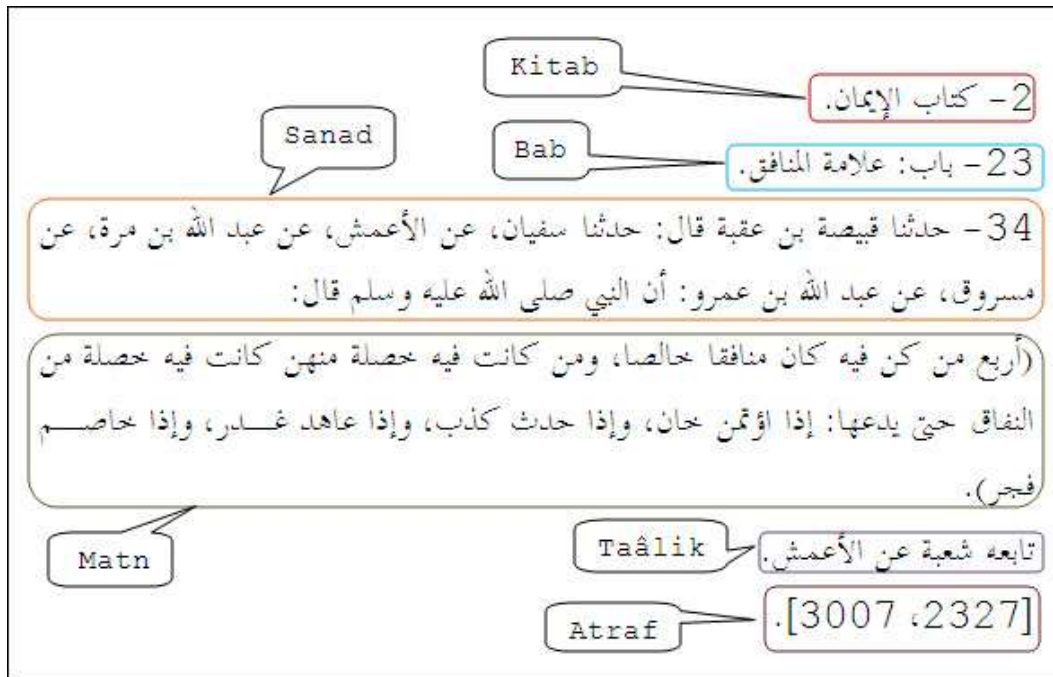 Kitab
2- كتاب الإيمان.
Sanad
Bab
23- باب: علامة المنافق.
34- حدثنا قبيصة بن عقبة قال: حدثنا سفيان، عن الأعمش، عن عبد الله بن مرة، عن
مسروق، عن عبد الله بن عمرو: أن النبي صلى الله عليه وسلم قال:
(أربع من كن فيه كان منافقا خالصا، ومن كانت فيه خصلة منهن كانت فيه خصلة من
النفاق حتى يدعها: إذا اؤتمن خان، وإذا حدث كذب، وإذا عاهد غـــدر، وإذا خاصـــم
فجر).
Matn
Taâlik
تابعه شعبة عن الأعمش.
Atraf
[2327، 3007].